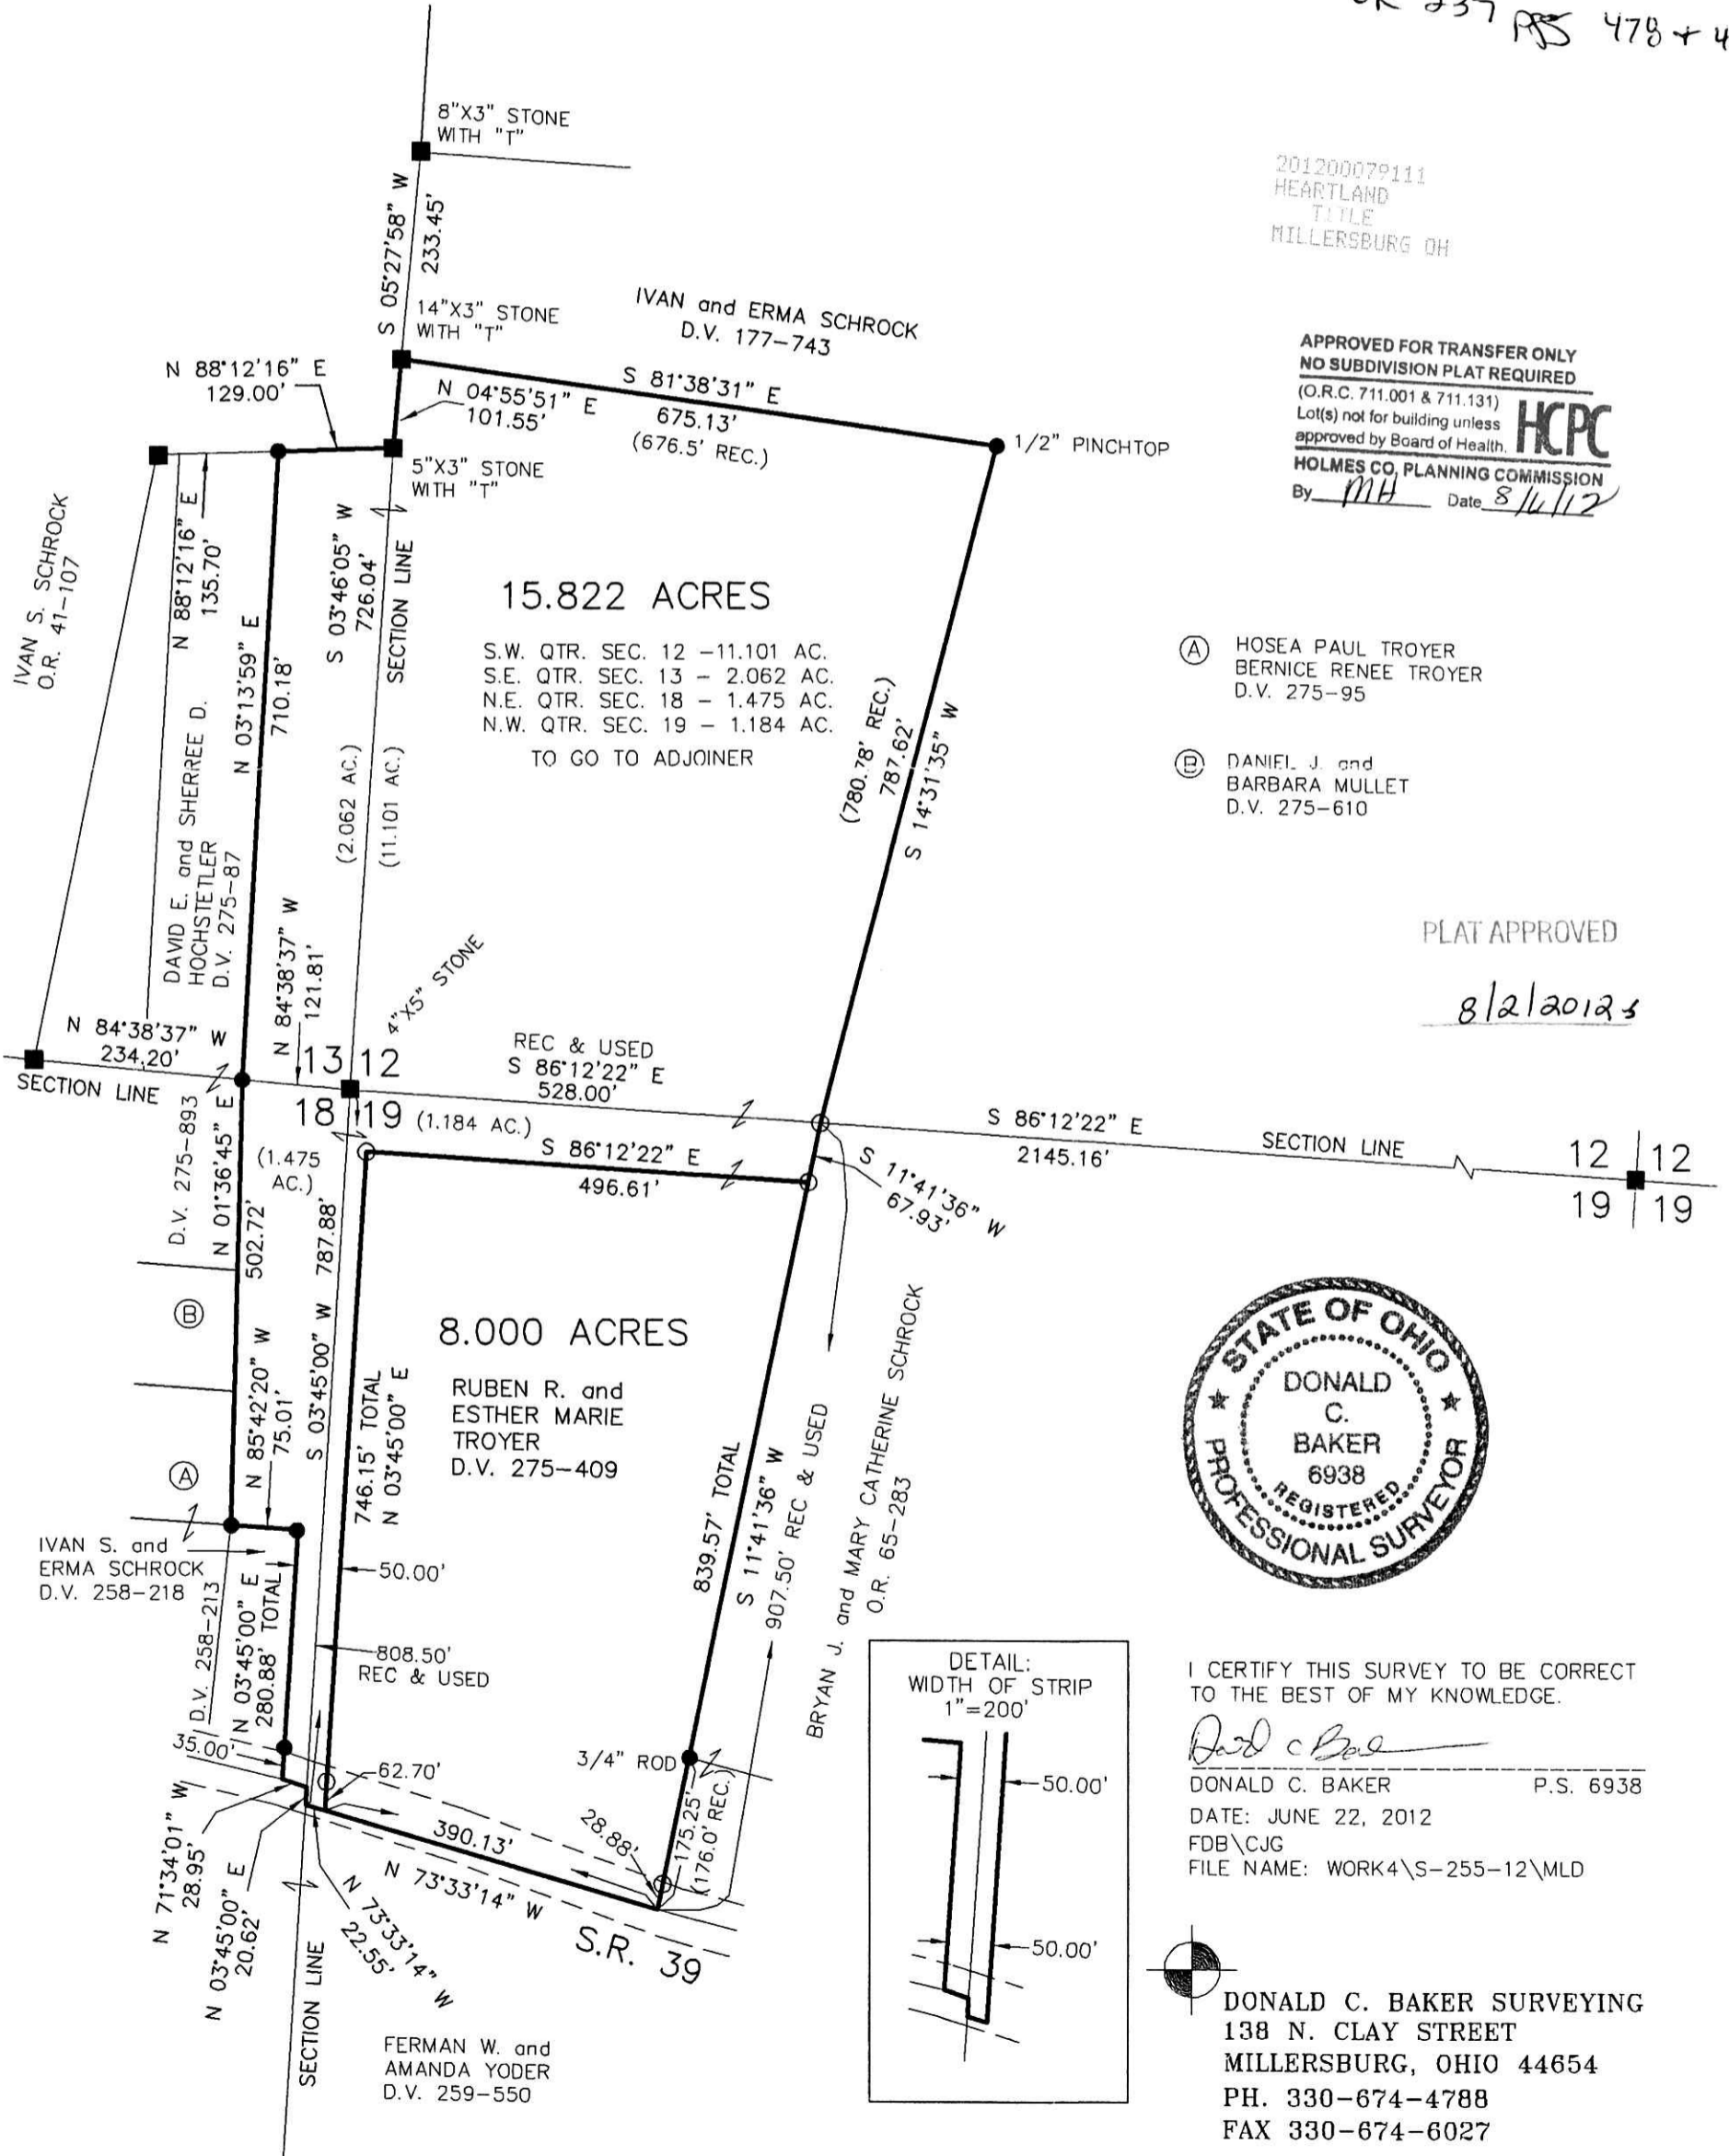 237 PGS 478 + 4
8"X3" STONE
WITH "T"
S 05°27'58" W
233.45'
201200079111
HEARTLAND
TITLE
MILLERSBURG OH
14"X3" STONE
WITH "T"
IVAN and ERMA SCHROCK
D.V. 177-743
APPROVED FOR TRANSFER ONLY
NO SUBDIVISION PLAT REQUIRED
(O.R.C. 711.001 & 711.131)
Lot(s) not for building unless
approved by Board of Health.
HCPC
HOLMES CO. PLANNING COMMISSION
By MH Date 8/6/12
N 88°12'16" E
129.00'
N 04°55'51" E
101.55'
S 81°38'31" E
675.13'
(676.5' REC.)
1/2" PINCHTOP
5"X3" STONE
WITH "T"
IVAN S. SCHROCK
O.R. 41-107
N 88°12'16" E
135.70'
DAVID E. and SHERREE D.
HOCHSTETLER
D.V. 275-87
N 03°13'59" E
710.18'
S 03°46'05" W
726.04'
SECTION LINE
(2.062 AC.)
(11.101 AC.)
15.822 ACRES
S.W. QTR. SEC. 12 -11.101 AC.
S.E. QTR. SEC. 13 - 2.062 AC.
N.E. QTR. SEC. 18 - 1.475 AC.
N.W. QTR. SEC. 19 - 1.184 AC.
TO GO TO ADJOINER
(780.78' REC.)
787.62'
S 14°31'35" W
A
HOSEA PAUL TROYER
BERNICE RENEE TROYER
D.V. 275-95
B
DANIEL J. and
BARBARA MULLET
D.V. 275-610
PLAT APPROVED
8/2/2012
N 84°38'37" W
121.81'
4"X5" STONE
N 84°38'37" W
234.20'
SECTION LINE
13 12
18 19
(1.184 AC.)
REC & USED
S 86°12'22" E
528.00'
S 86°12'22" E
2145.16'
SECTION LINE
12 12
19 19
S 86°12'22" E
496.61'
S 11°41'36" W
67.93'
D.V. 275-893
N 01°36'45" E
502.72'
(1.475
AC.)
S 03°45'00" W 787.88'
B
A
N 85°42'20" W
75.01'
8.000 ACRES
RUBEN R. and
ESTHER MARIE
TROYER
D.V. 275-409
746.15' TOTAL
N 03°45'00" E
839.57' TOTAL
S 11°41'36" W
907.50' REC & USED
BRYAN J. and MARY CATHERINE SCHROCK
O.R. 65-283
STATE OF OHIO
DONALD
C.
BAKER
6938
REGISTERED
PROFESSIONAL SURVEYOR
IVAN S. and
ERMA SCHROCK
D.V. 258-218
D.V. 258-213
N 03°45'00" E
280.88' TOTAL
50.00'
808.50'
REC & USED
35.00'
62.70'
3/4" ROD
390.13'
N 73°33'14" W
28.88'
175.25'
(176.0' REC.)
S.R. 39
N 71°34'01" W
28.95'
N 03°45'00" E
20.62'
N 73°33'14" W
22.55'
SECTION LINE
FERMAN W. and
AMANDA YODER
D.V. 259-550
DETAIL:
WIDTH OF STRIP
1"=200'
50.00'
50.00'
I CERTIFY THIS SURVEY TO BE CORRECT
TO THE BEST OF MY KNOWLEDGE.
DONALD C. BAKER P.S. 6938
DATE: JUNE 22, 2012
FDB\CJG
FILE NAME: WORK4\S-255-12\MLD
DONALD C. BAKER SURVEYING
138 N. CLAY STREET
MILLERSBURG, OHIO 44654
PH. 330-674-4788
FAX 330-674-6027